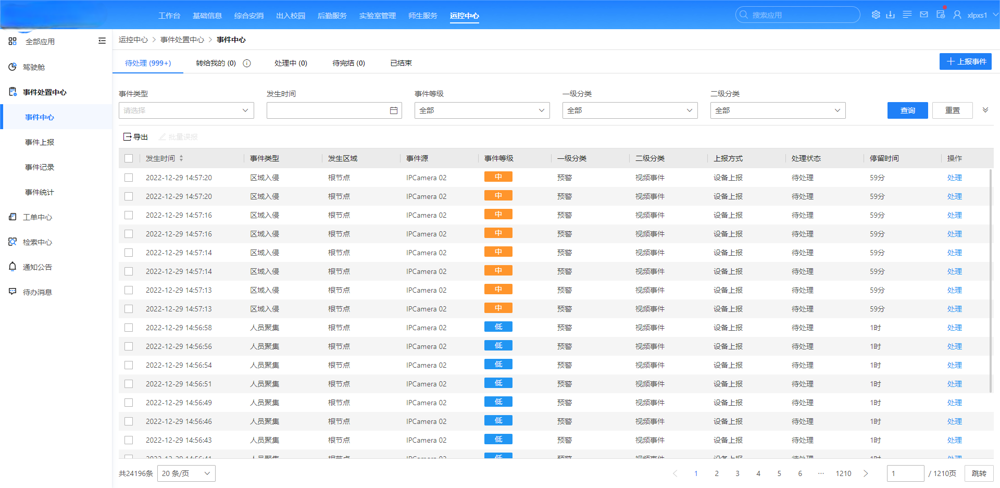 工作台 基础信息 综合安消 出入校园 后勤服务 实验室管理 师生服务 运控中心 搜索应用 xlpxs1
全部应用
驾驶舱
事件处置中心
事件中心
事件上报
事件记录
事件统计
工单中心
检索中心
通知公告
待办消息
运控中心 > 事件处置中心 > 事件中心
待处理 (999+) 转给我的 (0) 处理中 (0) 待完结 (0) 已结束 上报事件
事件类型 发生时间 事件等级 一级分类 二级分类
请选择 全部 全部 全部 查询 重置
导出 批量误报
发生时间 事件类型 发生区域 事件源 事件等级 一级分类 二级分类 上报方式 处理状态 停留时间 操作
2022-12-29 14:57:20 区域入侵 根节点 IPCamera 02 中 预警 视频事件 设备上报 待处理 59分 处理
2022-12-29 14:57:20 区域入侵 根节点 IPCamera 02 中 预警 视频事件 设备上报 待处理 59分 处理
2022-12-29 14:57:16 区域入侵 根节点 IPCamera 02 中 预警 视频事件 设备上报 待处理 59分 处理
2022-12-29 14:57:16 区域入侵 根节点 IPCamera 02 中 预警 视频事件 设备上报 待处理 59分 处理
2022-12-29 14:57:14 区域入侵 根节点 IPCamera 02 中 预警 视频事件 设备上报 待处理 59分 处理
2022-12-29 14:57:14 区域入侵 根节点 IPCamera 02 中 预警 视频事件 设备上报 待处理 59分 处理
2022-12-29 14:57:13 区域入侵 根节点 IPCamera 02 中 预警 视频事件 设备上报 待处理 59分 处理
2022-12-29 14:57:13 区域入侵 根节点 IPCamera 02 中 预警 视频事件 设备上报 待处理 59分 处理
2022-12-29 14:56:58 人员聚集 根节点 IPCamera 02 低 预警 视频事件 设备上报 待处理 1时 处理
2022-12-29 14:56:56 人员聚集 根节点 IPCamera 02 低 预警 视频事件 设备上报 待处理 1时 处理
2022-12-29 14:56:54 人员聚集 根节点 IPCamera 02 低 预警 视频事件 设备上报 待处理 1时 处理
2022-12-29 14:56:51 人员聚集 根节点 IPCamera 02 低 预警 视频事件 设备上报 待处理 1时 处理
2022-12-29 14:56:49 人员聚集 根节点 IPCamera 02 低 预警 视频事件 设备上报 待处理 1时 处理
2022-12-29 14:56:46 人员聚集 根节点 IPCamera 02 低 预警 视频事件 设备上报 待处理 1时 处理
2022-12-29 14:56:43 人员聚集 根节点 IPCamera 02 低 预警 视频事件 设备上报 待处理 1时 处理
2022-12-29 14:56:41 人员聚集 根节点 IPCamera 02 低 预警 视频事件 设备上报 待处理 1时 处理
共24196条 20 条/页 1 2 3 4 5 6 ··· 1210 1 / 1210页 跳转